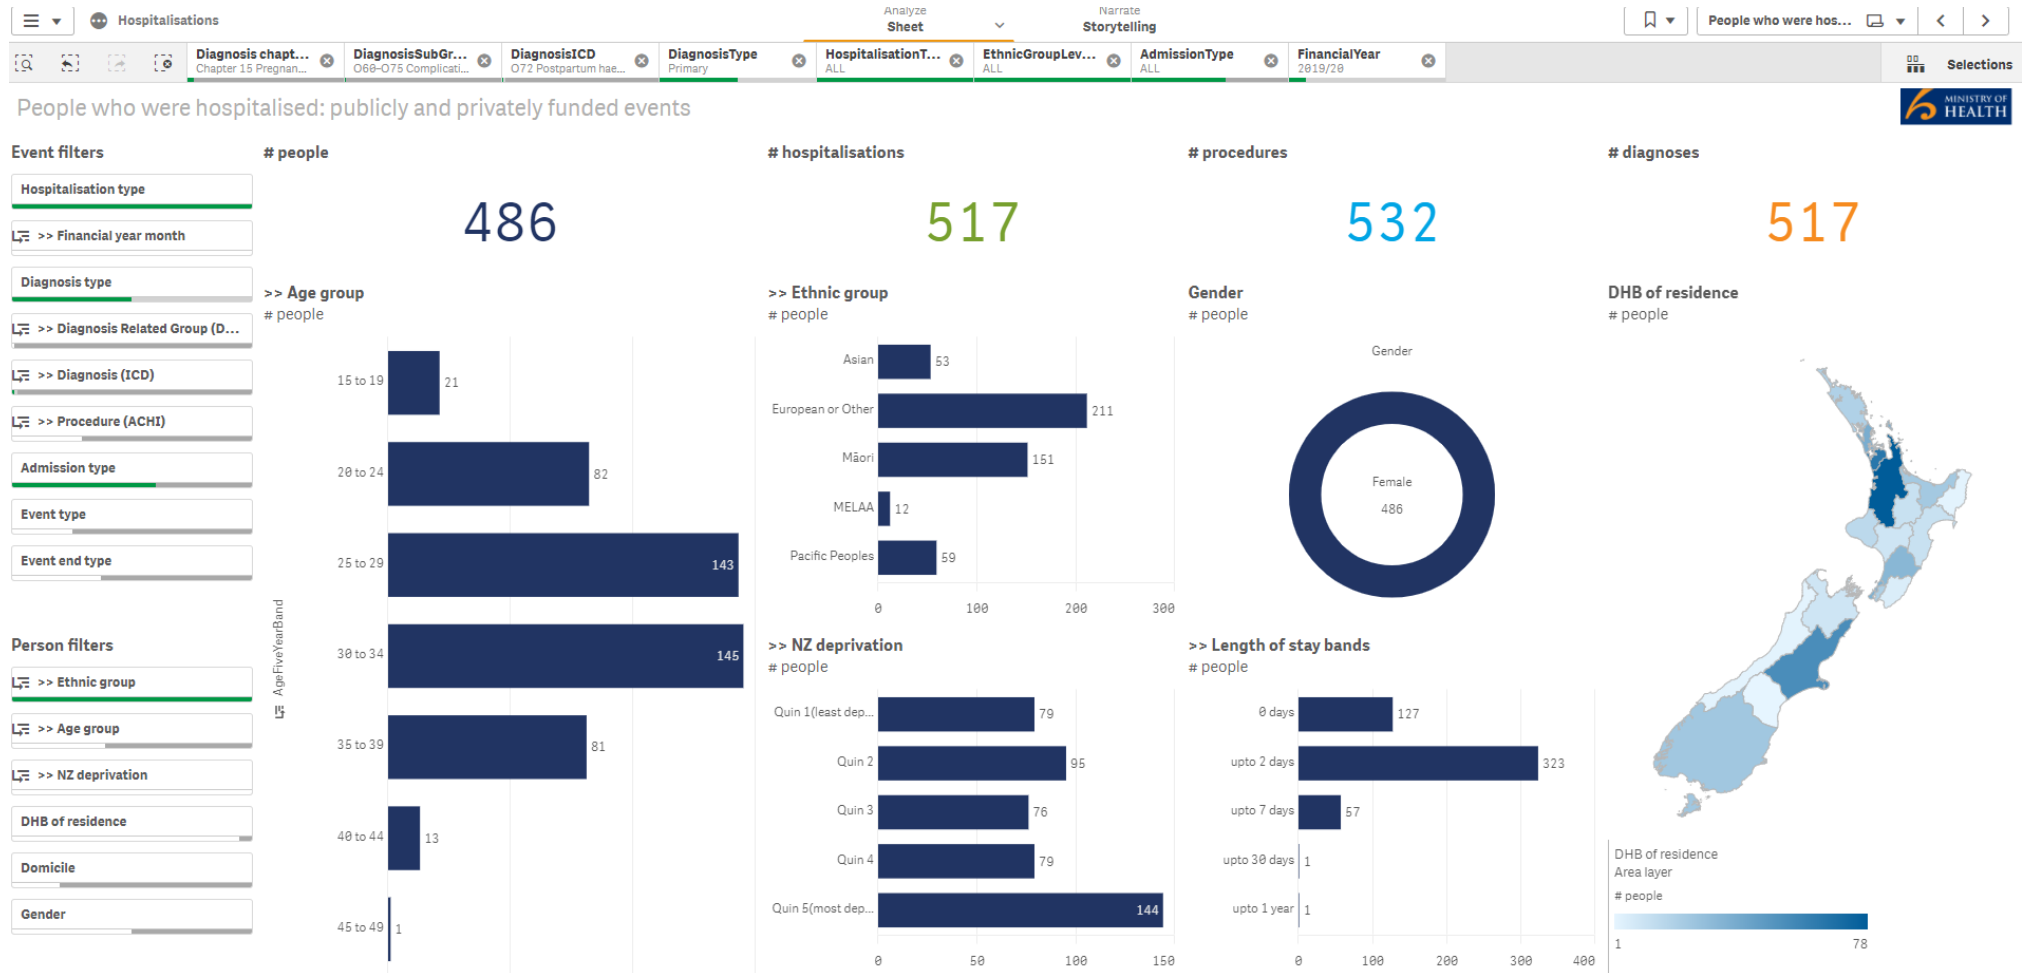 Hospitalisations
Analyze
Sheet
Narrate
Storytelling
People who were hos...
Diagnosis chapt...
Chapter 15 Pregnan...
DiagnosisSubGr...
O60-O75 Complicati...
DiagnosisICD
O72 Postpartum hae...
DiagnosisType
Primary
HospitalisationT...
ALL
EthnicGroupLev...
ALL
AdmissionType
ALL
FinancialYear
2019/20
Selections
People who were hospitalised: publicly and privately funded events
MINISTRY OF
HEALTH
Event filters
Hospitalisation type
>> Financial year month
Diagnosis type
>> Diagnosis Related Group (D...
>> Diagnosis (ICD)
>> Procedure (ACHI)
Admission type
Event type
Event end type
Person filters
>> Ethnic group
>> Age group
>> NZ deprivation
DHB of residence
Domicile
Gender
# people
486
# hospitalisations
517
# procedures
532
# diagnoses
517
>> Age group
# people
AgeFiveYearBand
15 to 19
21
20 to 24
82
25 to 29
143
30 to 34
145
35 to 39
81
40 to 44
13
45 to 49
1
>> Ethnic group
# people
Asian
53
European or Other
211
Māori
151
MELAA
12
Pacific Peoples
59
0 100 200 300
Gender
# people
Gender
Female
486
>> NZ deprivation
# people
Quin 1(least dep...
79
Quin 2
95
Quin 3
76
Quin 4
79
Quin 5(most dep...
144
0 50 100 150
>> Length of stay bands
# people
0 days
127
upto 2 days
323
upto 7 days
57
upto 30 days
1
upto 1 year
1
0 100 200 300 400
DHB of residence
# people
DHB of residence
Area layer
# people
1 78